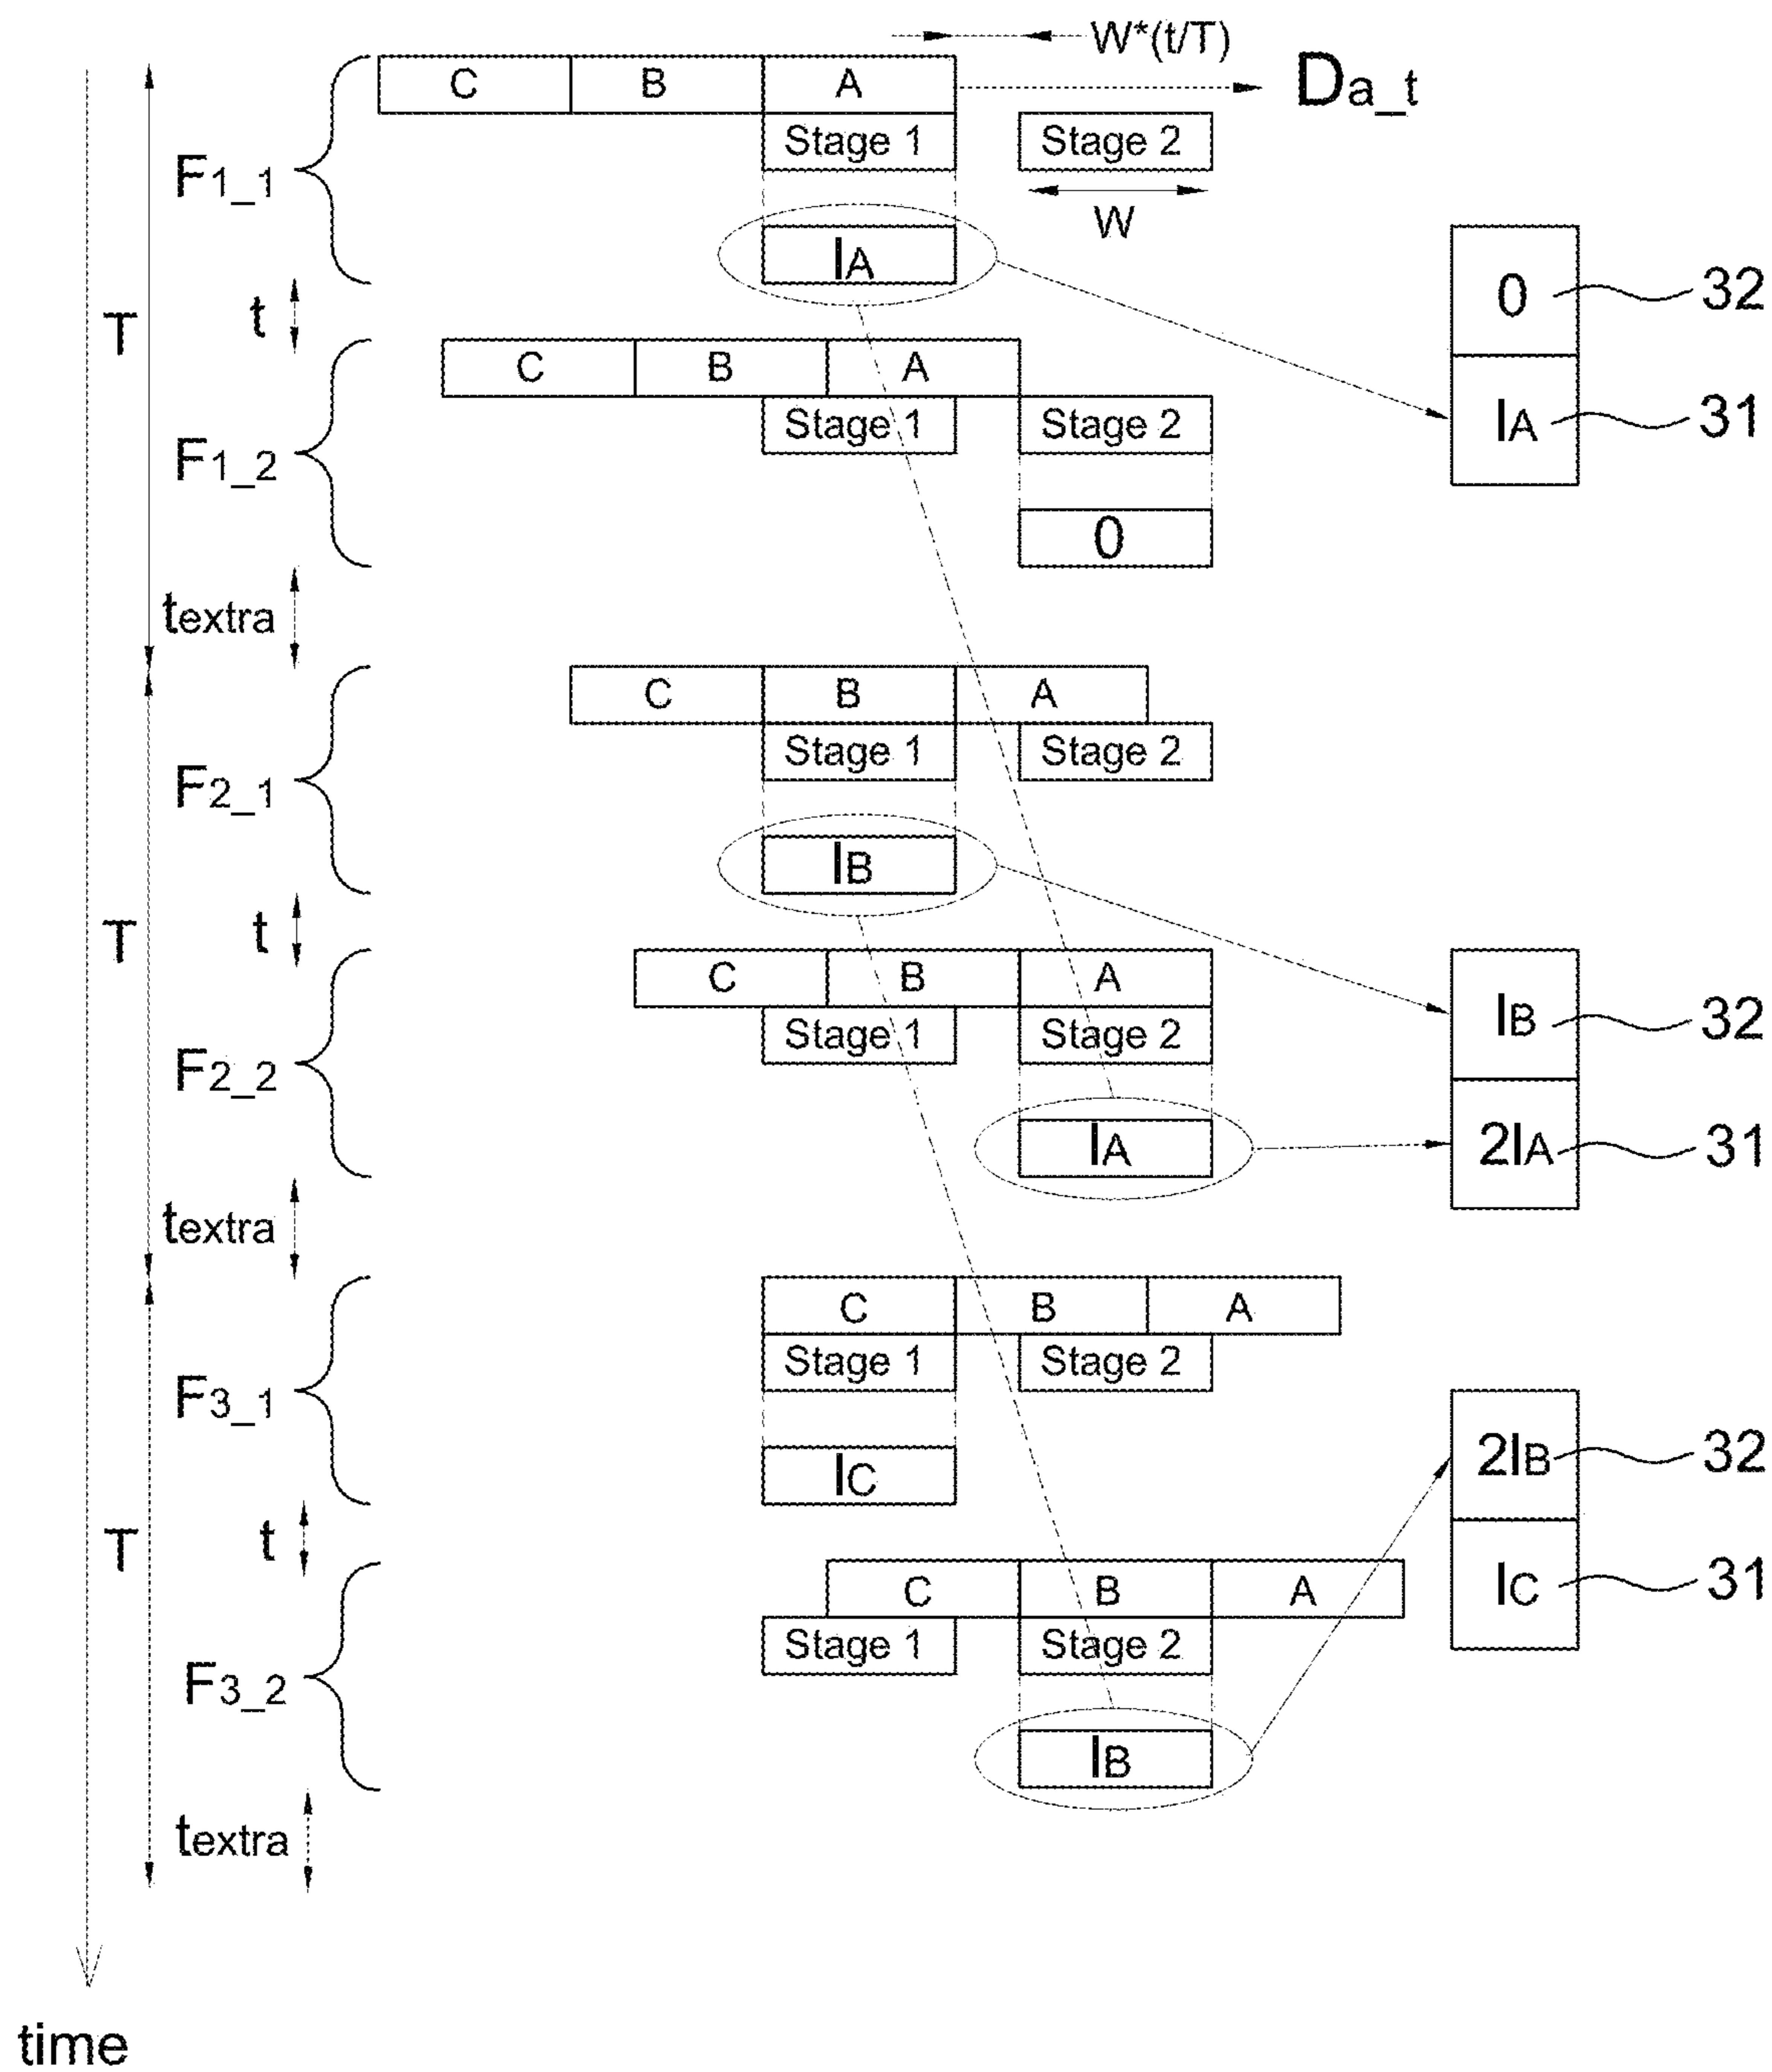 W*(t/T)
C B A
Da_t
Stage 1 Stage 2
F1_1
W
IA
0 32
T
t
C B A
IA 31
Stage 1 Stage 2
F1_2
0
textra
C B A
Stage 1 Stage 2
F2_1
IB
T
t
C B A
IB 32
Stage 1 Stage 2
F2_2
IA
2IA 31
textra
C B A
Stage 1 Stage 2
F3_1
2IB 32
IC
T
t
C B A
IC 31
Stage 1 Stage 2
F3_2
IB
textra
time